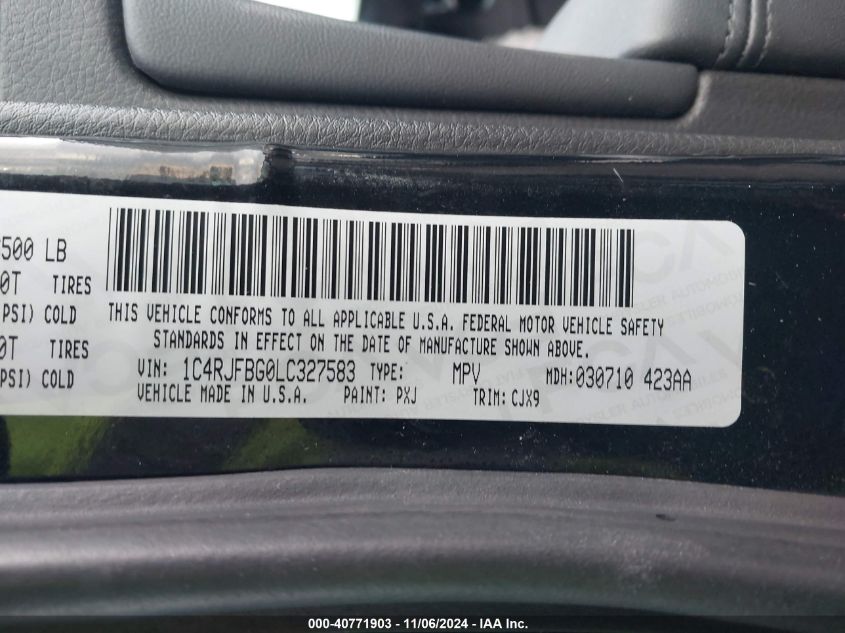 500 LB
0T TIRES
PSI) COLD
0T TIRES
PSI) COLD
THIS VEHICLE CONFORMS TO ALL APPLICABLE U.S.A. FEDERAL MOTOR VEHICLE SAFETY
STANDARDS IN EFFECT ON THE DATE OF MANUFACTURE SHOWN ABOVE.
VIN: 1C4RJFBG0LC327583 TYPE: MPV MDH:030710 423AA
VEHICLE MADE IN U.S.A. PAINT: PXJ TRIM: CJX9
000-40771903 - 11/06/2024 - IAAI.com.